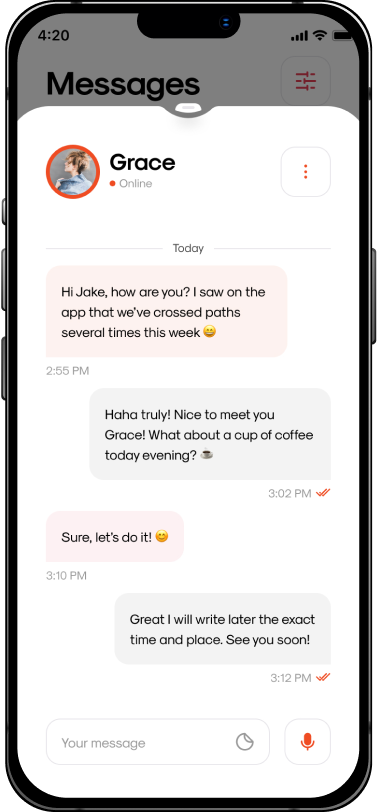 4:20
Messages
Grace
Online
Today
Hi Jake, how are you? I saw on the
app that we've crossed paths
several times this week 😀
2:55 PM
Haha truly! Nice to meet you
Grace! What about a cup of coffee
today evening? ☕
3:02 PM
Sure, let's do it! 😊
3:10 PM
Great I will write later the exact
time and place. See you soon!
3:12 PM
Your message